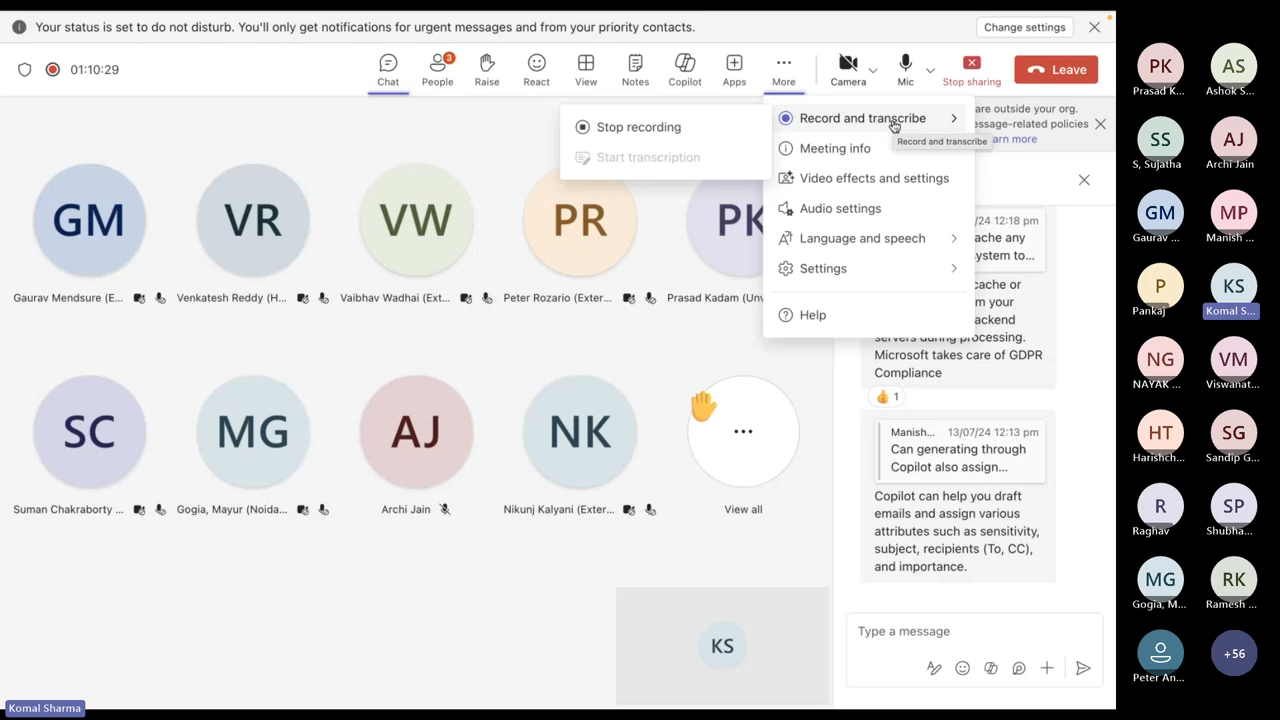 Your status is set to do not disturb. You'll only get notifications for urgent messages and from your priority contacts.
Change settings
01:10:29
Chat
3
People
Raise
React
View
Notes
Copilot
Apps
More
Camera
Mic
Stop sharing
Leave
Stop recording
Start transcription
Record and transcribe
Record and transcribe
Meeting info
Video effects and settings
Audio settings
Language and speech
Settings
Help
are outside your org.
message-related policies
arn more
GM
Gaurav Mendsure (E...
VR
Venkatesh Reddy (H...
VW
Vaibhav Wadhai (Ext...
PR
Peter Rozario (Exter...
PK
Prasad Kadam (Unv
SC
Suman Chakraborty ...
MG
Gogia, Mayur (Noida...
AJ
Archi Jain
NK
Nikunj Kalyani (Exter...
...
View all
/24 12:18 pm
ache any
ystem to...
cache or
m your
ackend
servers during processing.
Microsoft takes care of GDPR
Compliance
1
Manish... 13/07/24 12:13 pm
Can generating through
Copilot also assign...
Copilot can help you draft
emails and assign various
attributes such as sensitivity,
subject, recipients (To, CC),
and importance.
Type a message
KS
Komal Sharma
PK
Prasad K...
AS
Ashok S...
SS
S, Sujatha
AJ
Archi Jain
GM
Gaurav ...
MP
Manish ...
P
Pankaj
KS
Komal S...
NG
NAYAK ...
VM
Viswanat...
HT
Harishch...
SG
Sandip G...
R
Raghav
SP
Shubha...
MG
Gogia, M...
RK
Ramesh ...
Peter An...
+56